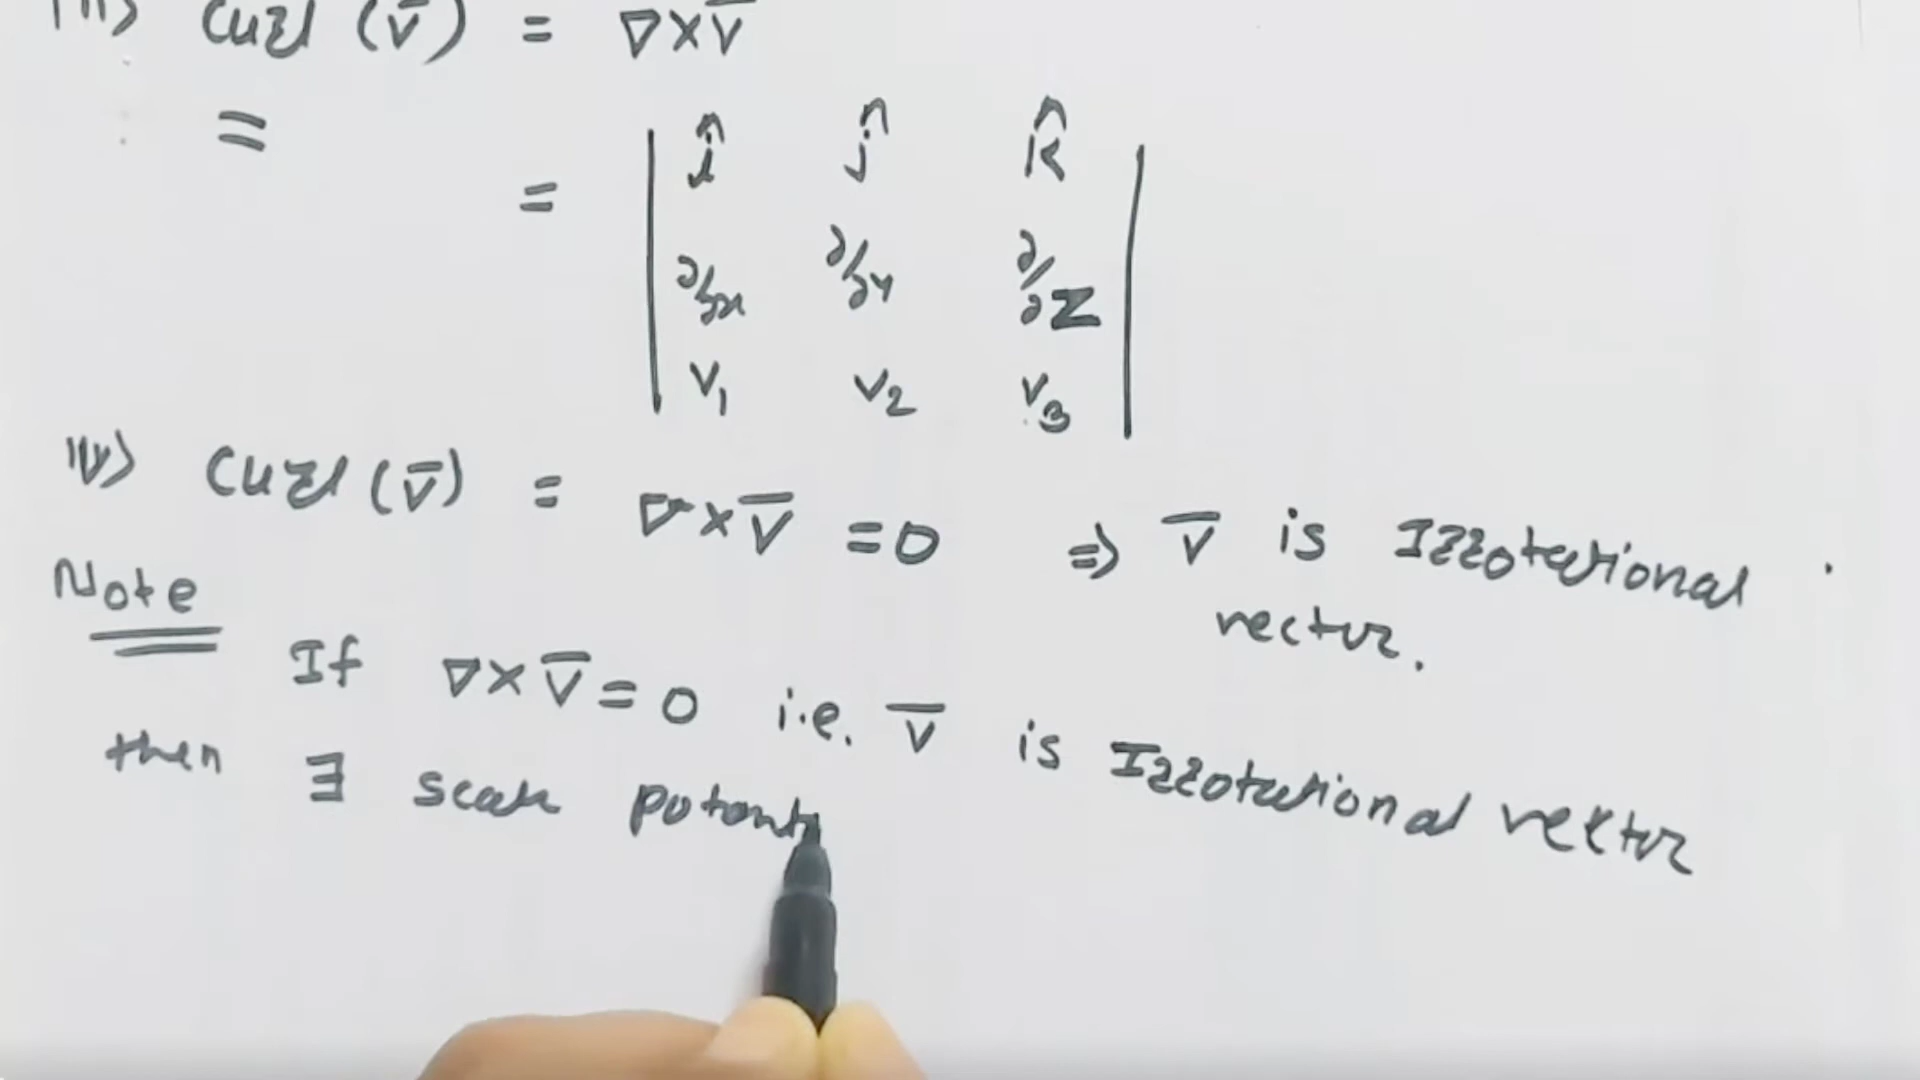 iii) Curl (v̅) = ∇×v̅
=
= | î ĵ k̂ |
| ∂/∂x ∂/∂y ∂/∂z |
| v₁ v₂ v₃ |
iv) Curl (v̅) = ∇×v̅ = 0 ⇒ v̅ is Irrotational
vector.
Note
If ∇×v̅ = 0 i.e. v̅ is Irrotational vector
then ∃ scalar potenti